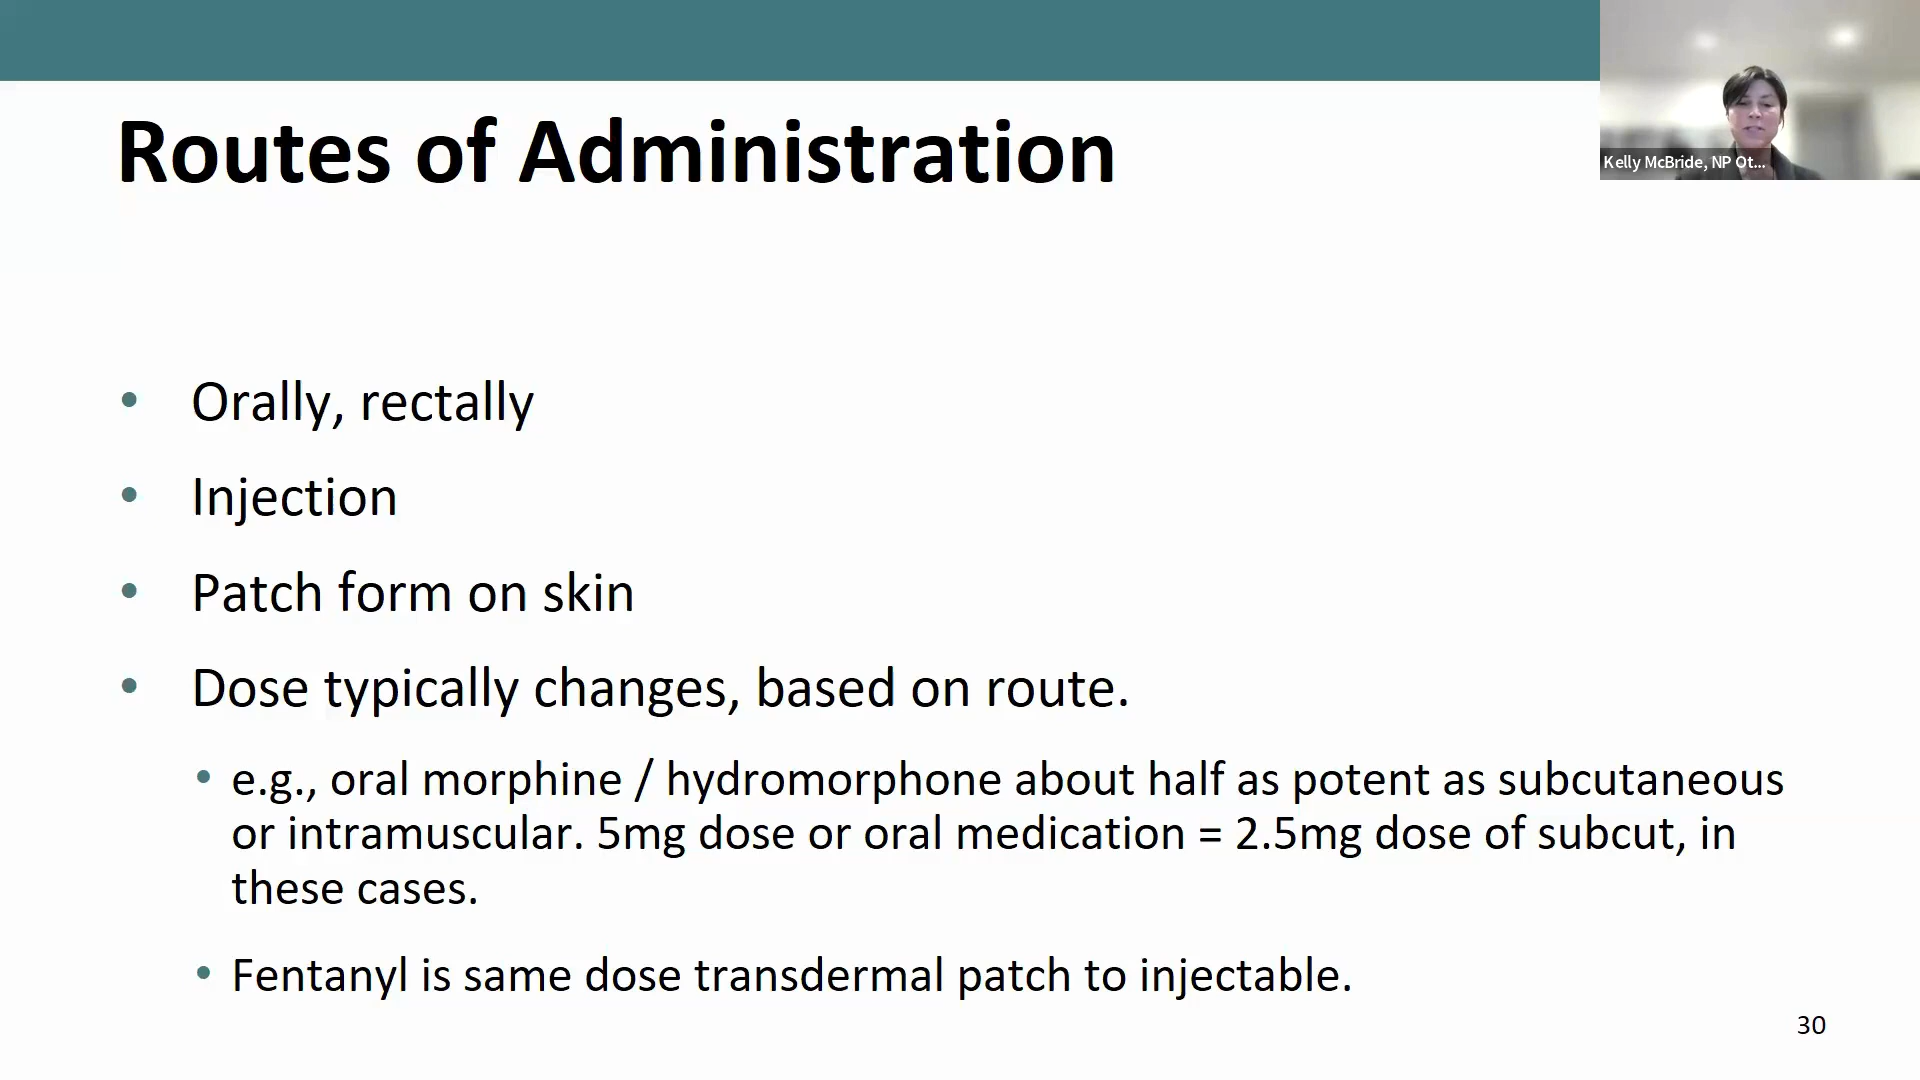 Kelly McBride, NP Ot...
Routes of Administration
• Orally, rectally
• Injection
• Patch form on skin
• Dose typically changes, based on route.
• e.g., oral morphine / hydromorphone about half as potent as subcutaneous
or intramuscular. 5mg dose or oral medication = 2.5mg dose of subcut, in
these cases.
• Fentanyl is same dose transdermal patch to injectable.
30